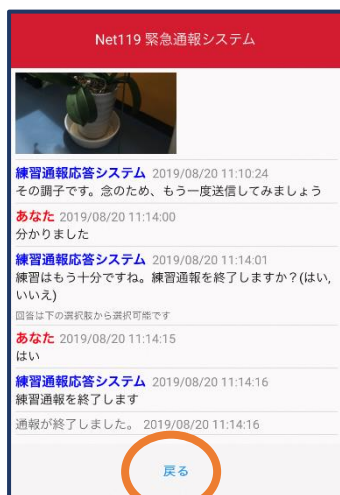 Net119 緊急通報システム
練習通報応答システム 2019/08/20 11:10:24
その調子です。念のため、もう一度送信してみましょう
あなた 2019/08/20 11:14:00
分かりました
練習通報応答システム 2019/08/20 11:14:01
練習はもう十分ですね。練習通報を終了しますか?(はい,
いいえ)
回答は下の選択肢から選択可能です
あなた 2019/08/20 11:14:15
はい
練習通報応答システム 2019/08/20 11:14:16
練習通報を終了します
通報が終了しました。 2019/08/20 11:14:16
戻る